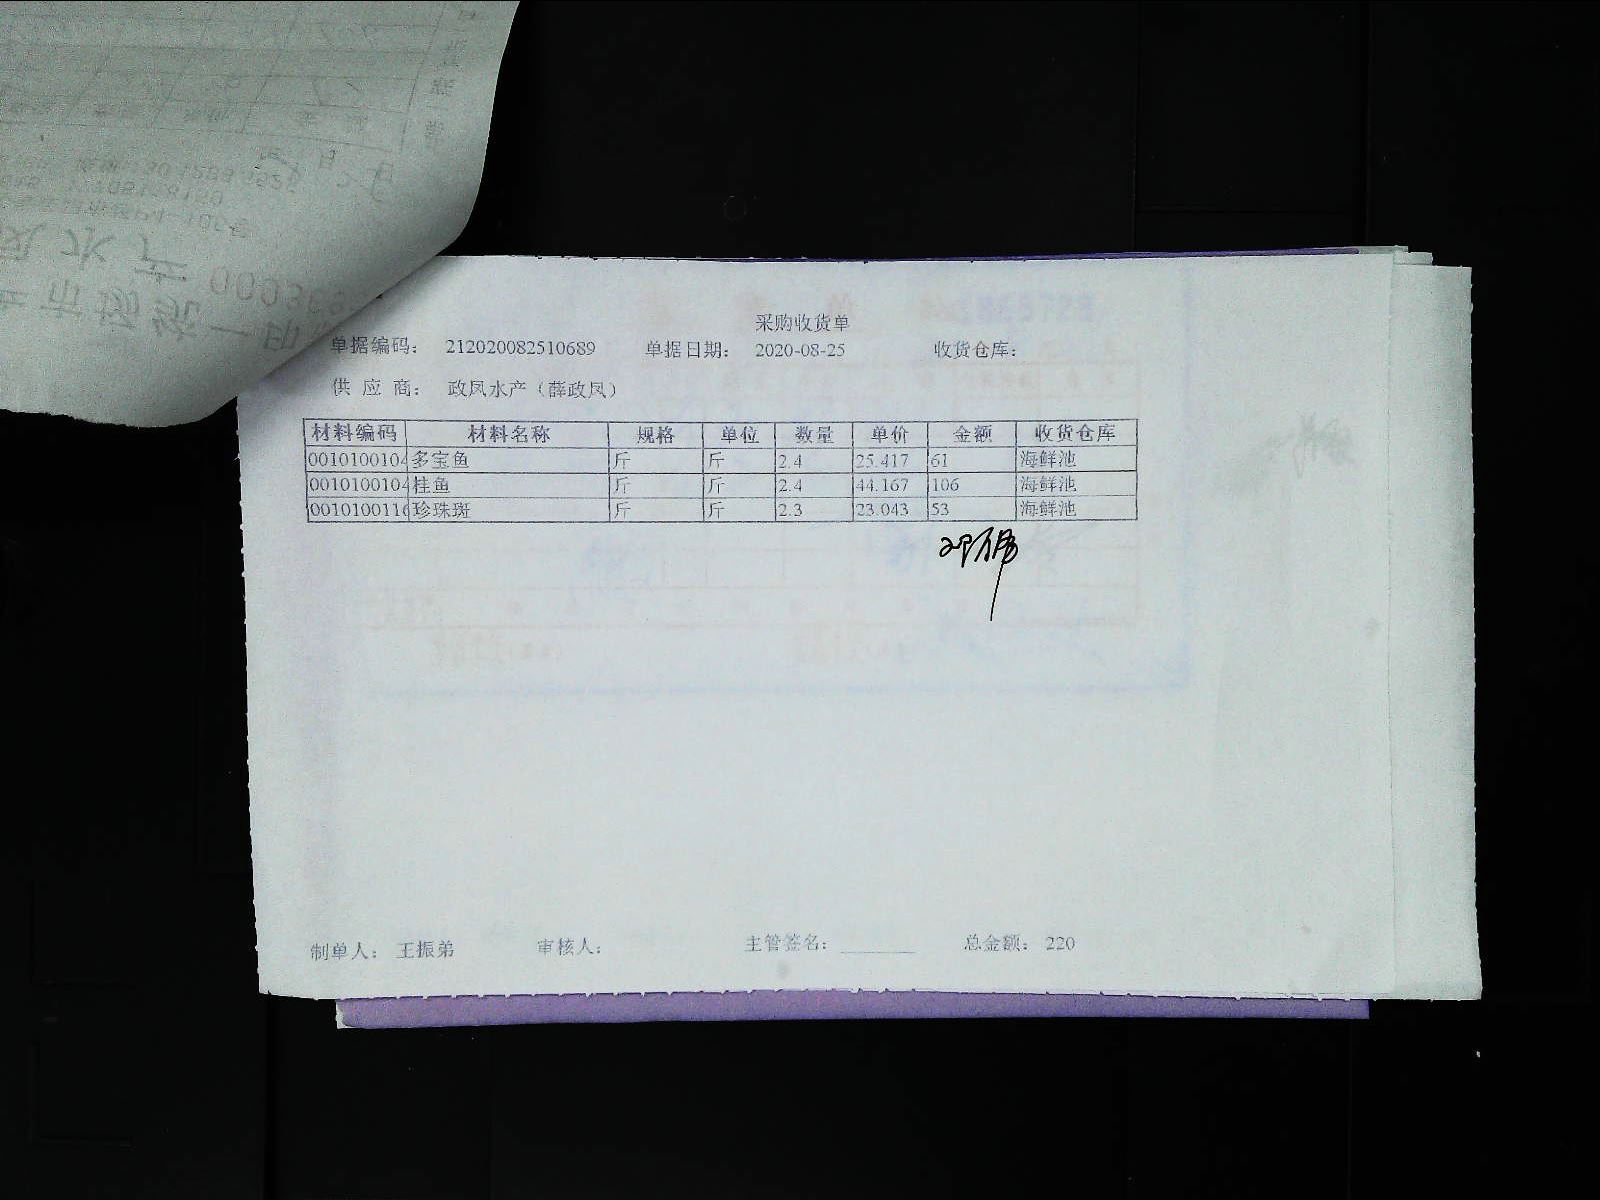 采购收货单
单据编码： 212020082510689 单据日期： 2020-08-25 收货仓库：
供 应 商： 政凤水产（薛政凤）
材料编码 材料名称 规格 单位 数量 单价 金额 收货仓库
0010100104 多宝鱼 斤 斤 2.4 25.417 61 海鲜池
0010100104 桂鱼 斤 斤 2.4 44.167 106 海鲜池
0010100116 珍珠斑 斤 斤 2.3 23.043 53 海鲜池
制单人： 王振弟 审核人： 主管签名： 总金额： 220